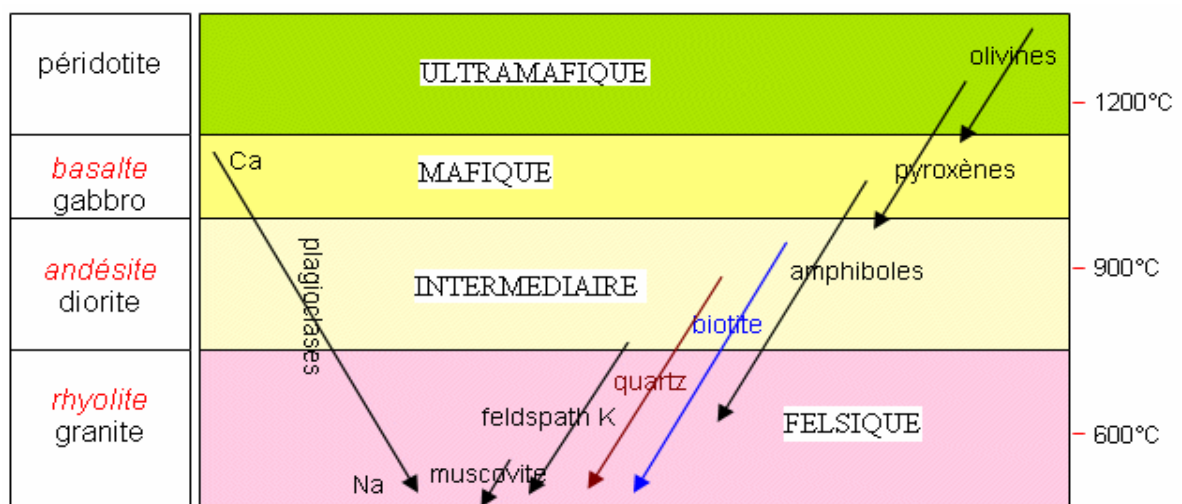 péridotite
ULTRAMAFIQUE
olivines
1200°C
basalte
gabbro
Ca
MAFIQUE
pyroxènes
andésite
diorite
plagioclases
INTERMEDIAIRE
amphiboles
900°C
biotite
rhyolite
granite
quartz
feldspath K
FELSIQUE
600°C
muscovite
Na